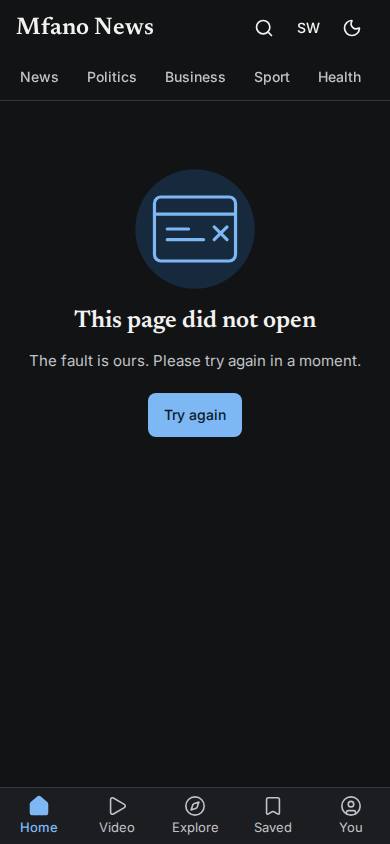 Mfano News
SW
News Politics Business Sport Health
This page did not open
The fault is ours. Please try again in a moment.
Try again
Home Video Explore Saved You